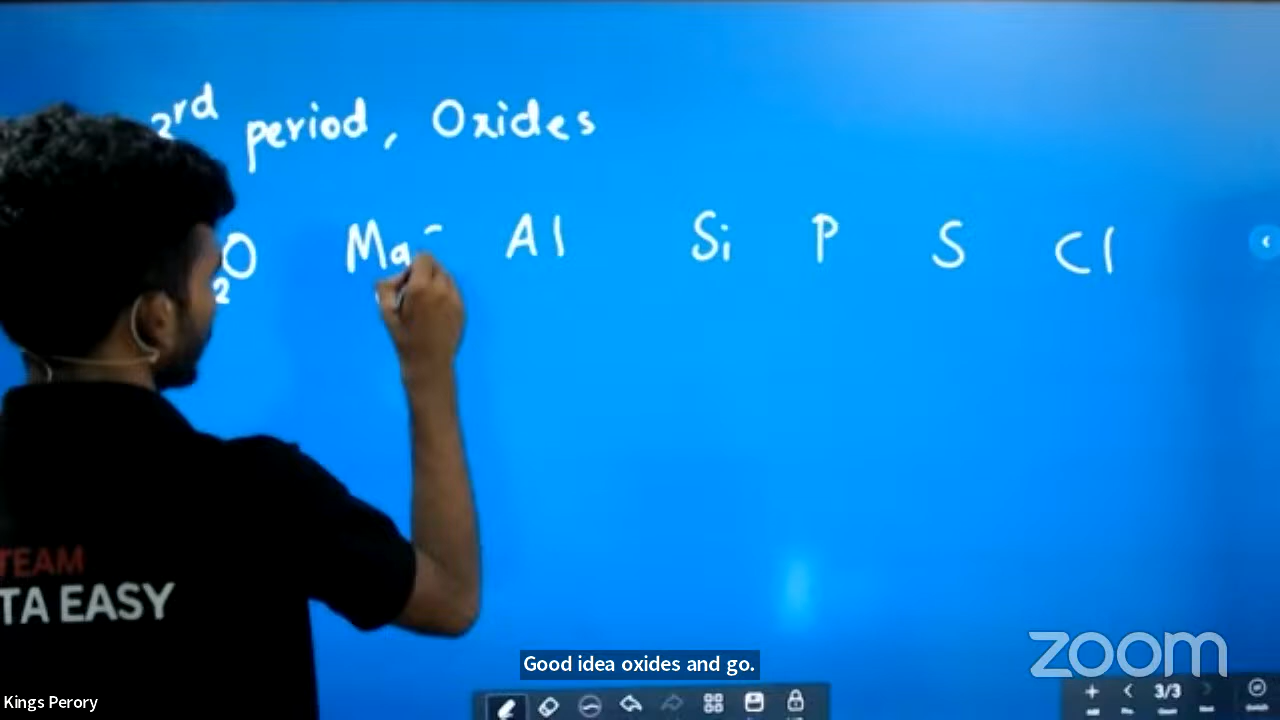 3rd period, Oxides
2O Mg Al Si P S Cl
TEAM
TA EASY
Good idea oxides and go.
zoom
Kings Perory
3/3